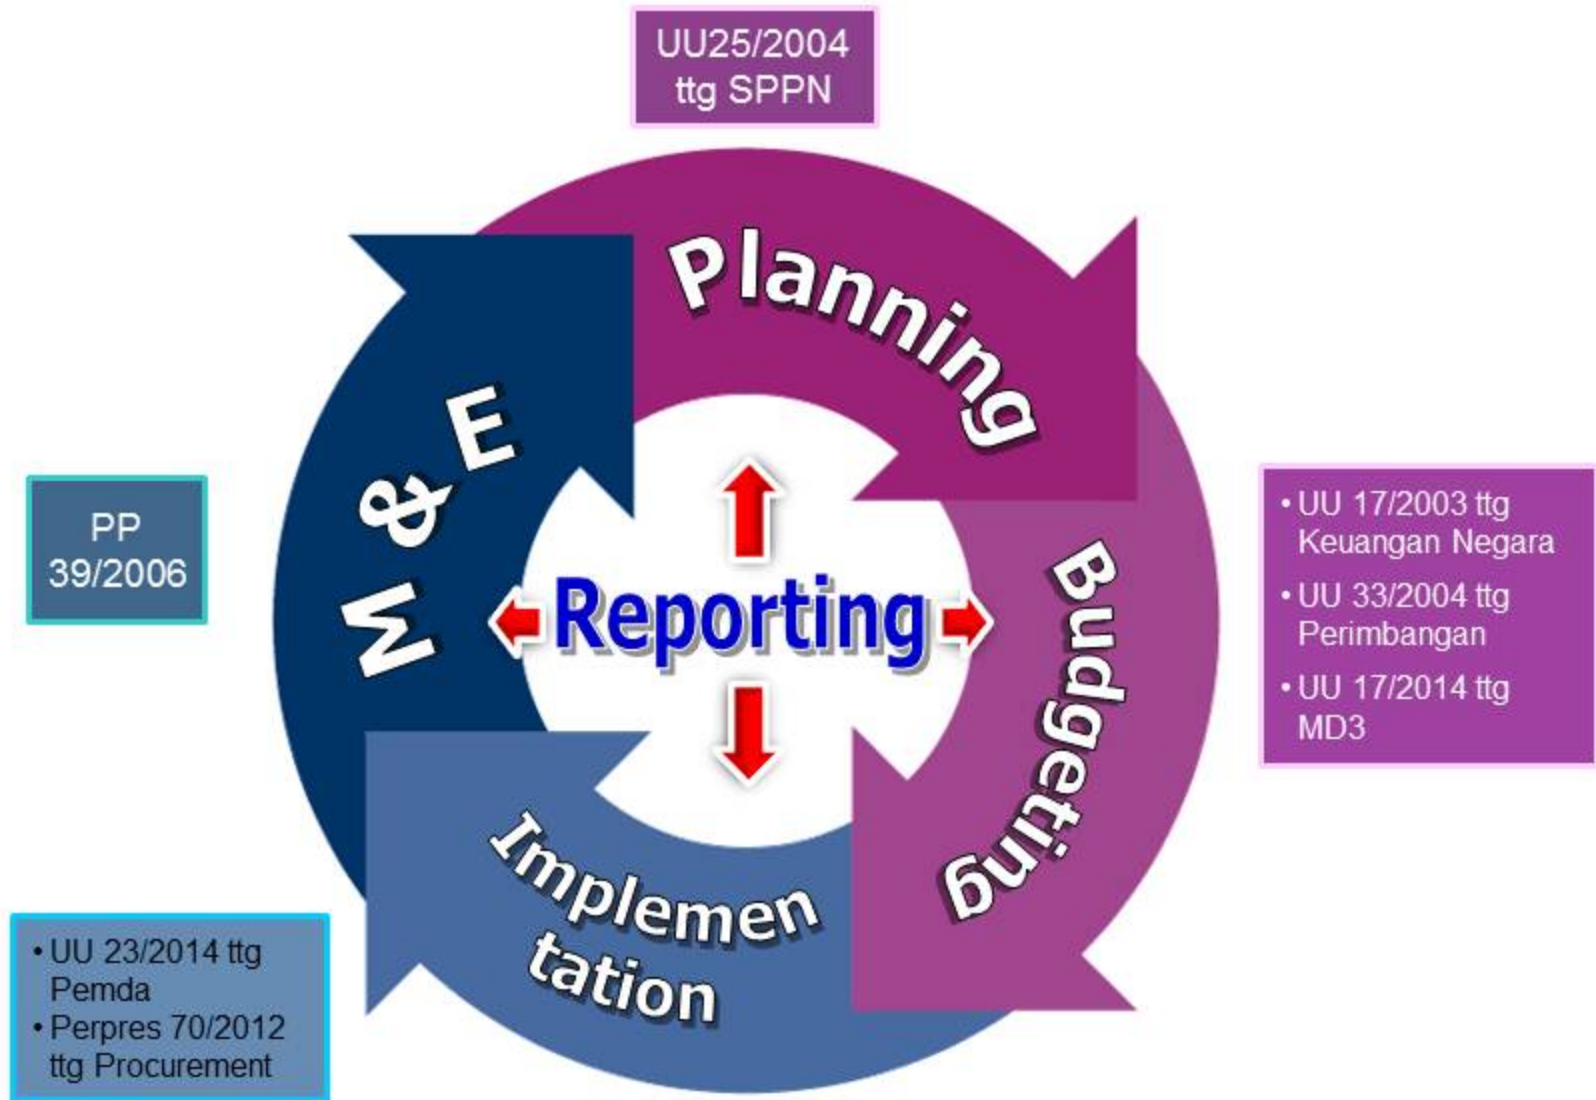 UU25/2004
ttg SPPN
Planning
M & E
PP
39/2006
Reporting
Budgeting
• UU 17/2003 ttg
Keuangan Negara
• UU 33/2004 ttg
Perimbangan
• UU 17/2014 ttg
MD3
Implemen
tation
• UU 23/2014 ttg
Pemda
• Perpres 70/2012
ttg Procurement